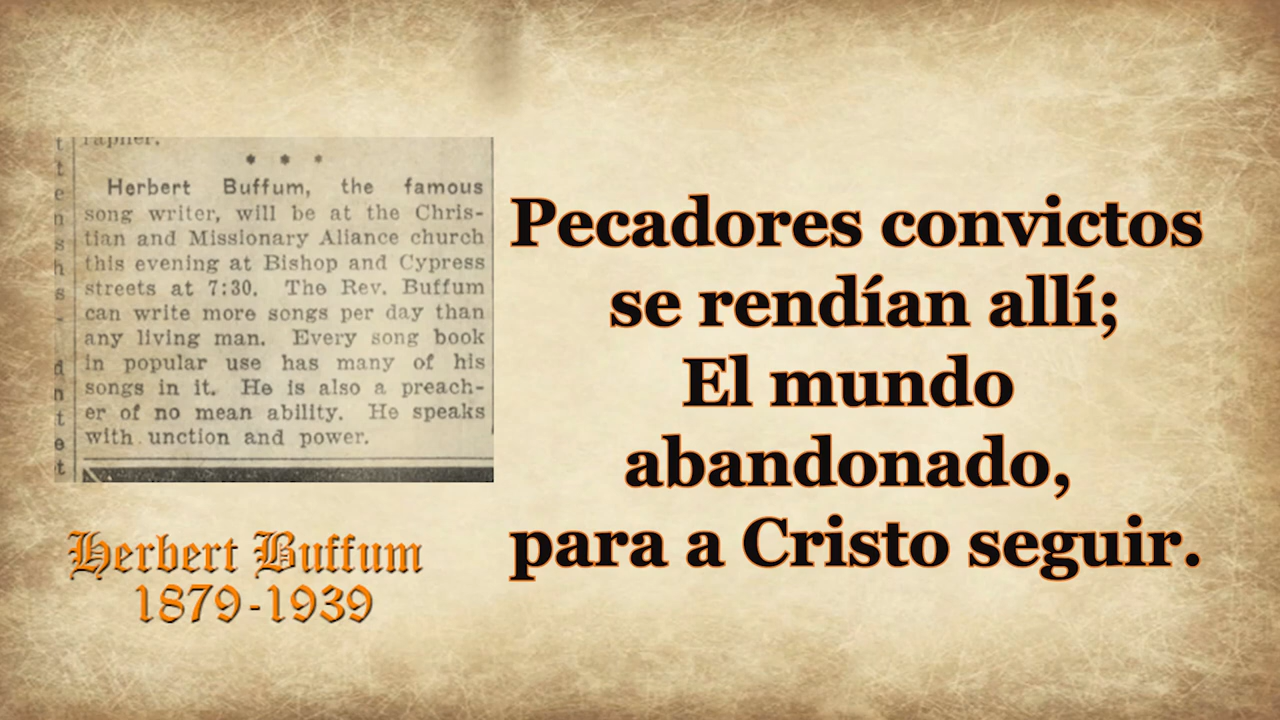 rapher.
* * *
Herbert Buffum, the famous
song writer, will be at the Chris-
tian and Missionary Aliance church
this evening at Bishop and Cypress
streets at 7:30. The Rev. Buffum
can write more songs per day than
any living man. Every song book
in popular use has many of his
songs in it. He is also a preach-
er of no mean ability. He speaks
with unction and power.
Herbert Buffum
1879-1939
Pecadores convictos
se rendían allí;
El mundo
abandonado,
para a Cristo seguir.